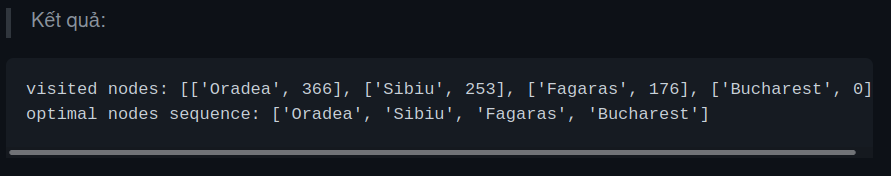 Kết quả:
visited nodes: [['Oradea', 366], ['Sibiu', 253], ['Fagaras', 176], ['Bucharest', 0]
optimal nodes sequence: ['Oradea', 'Sibiu', 'Fagaras', 'Bucharest']